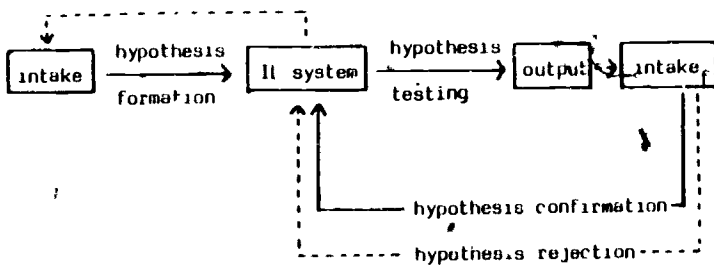 hypothesis
hypothesis
intake
Il system
output
intake f
formation
testing
hypothesis confirmation
hypothesis rejection